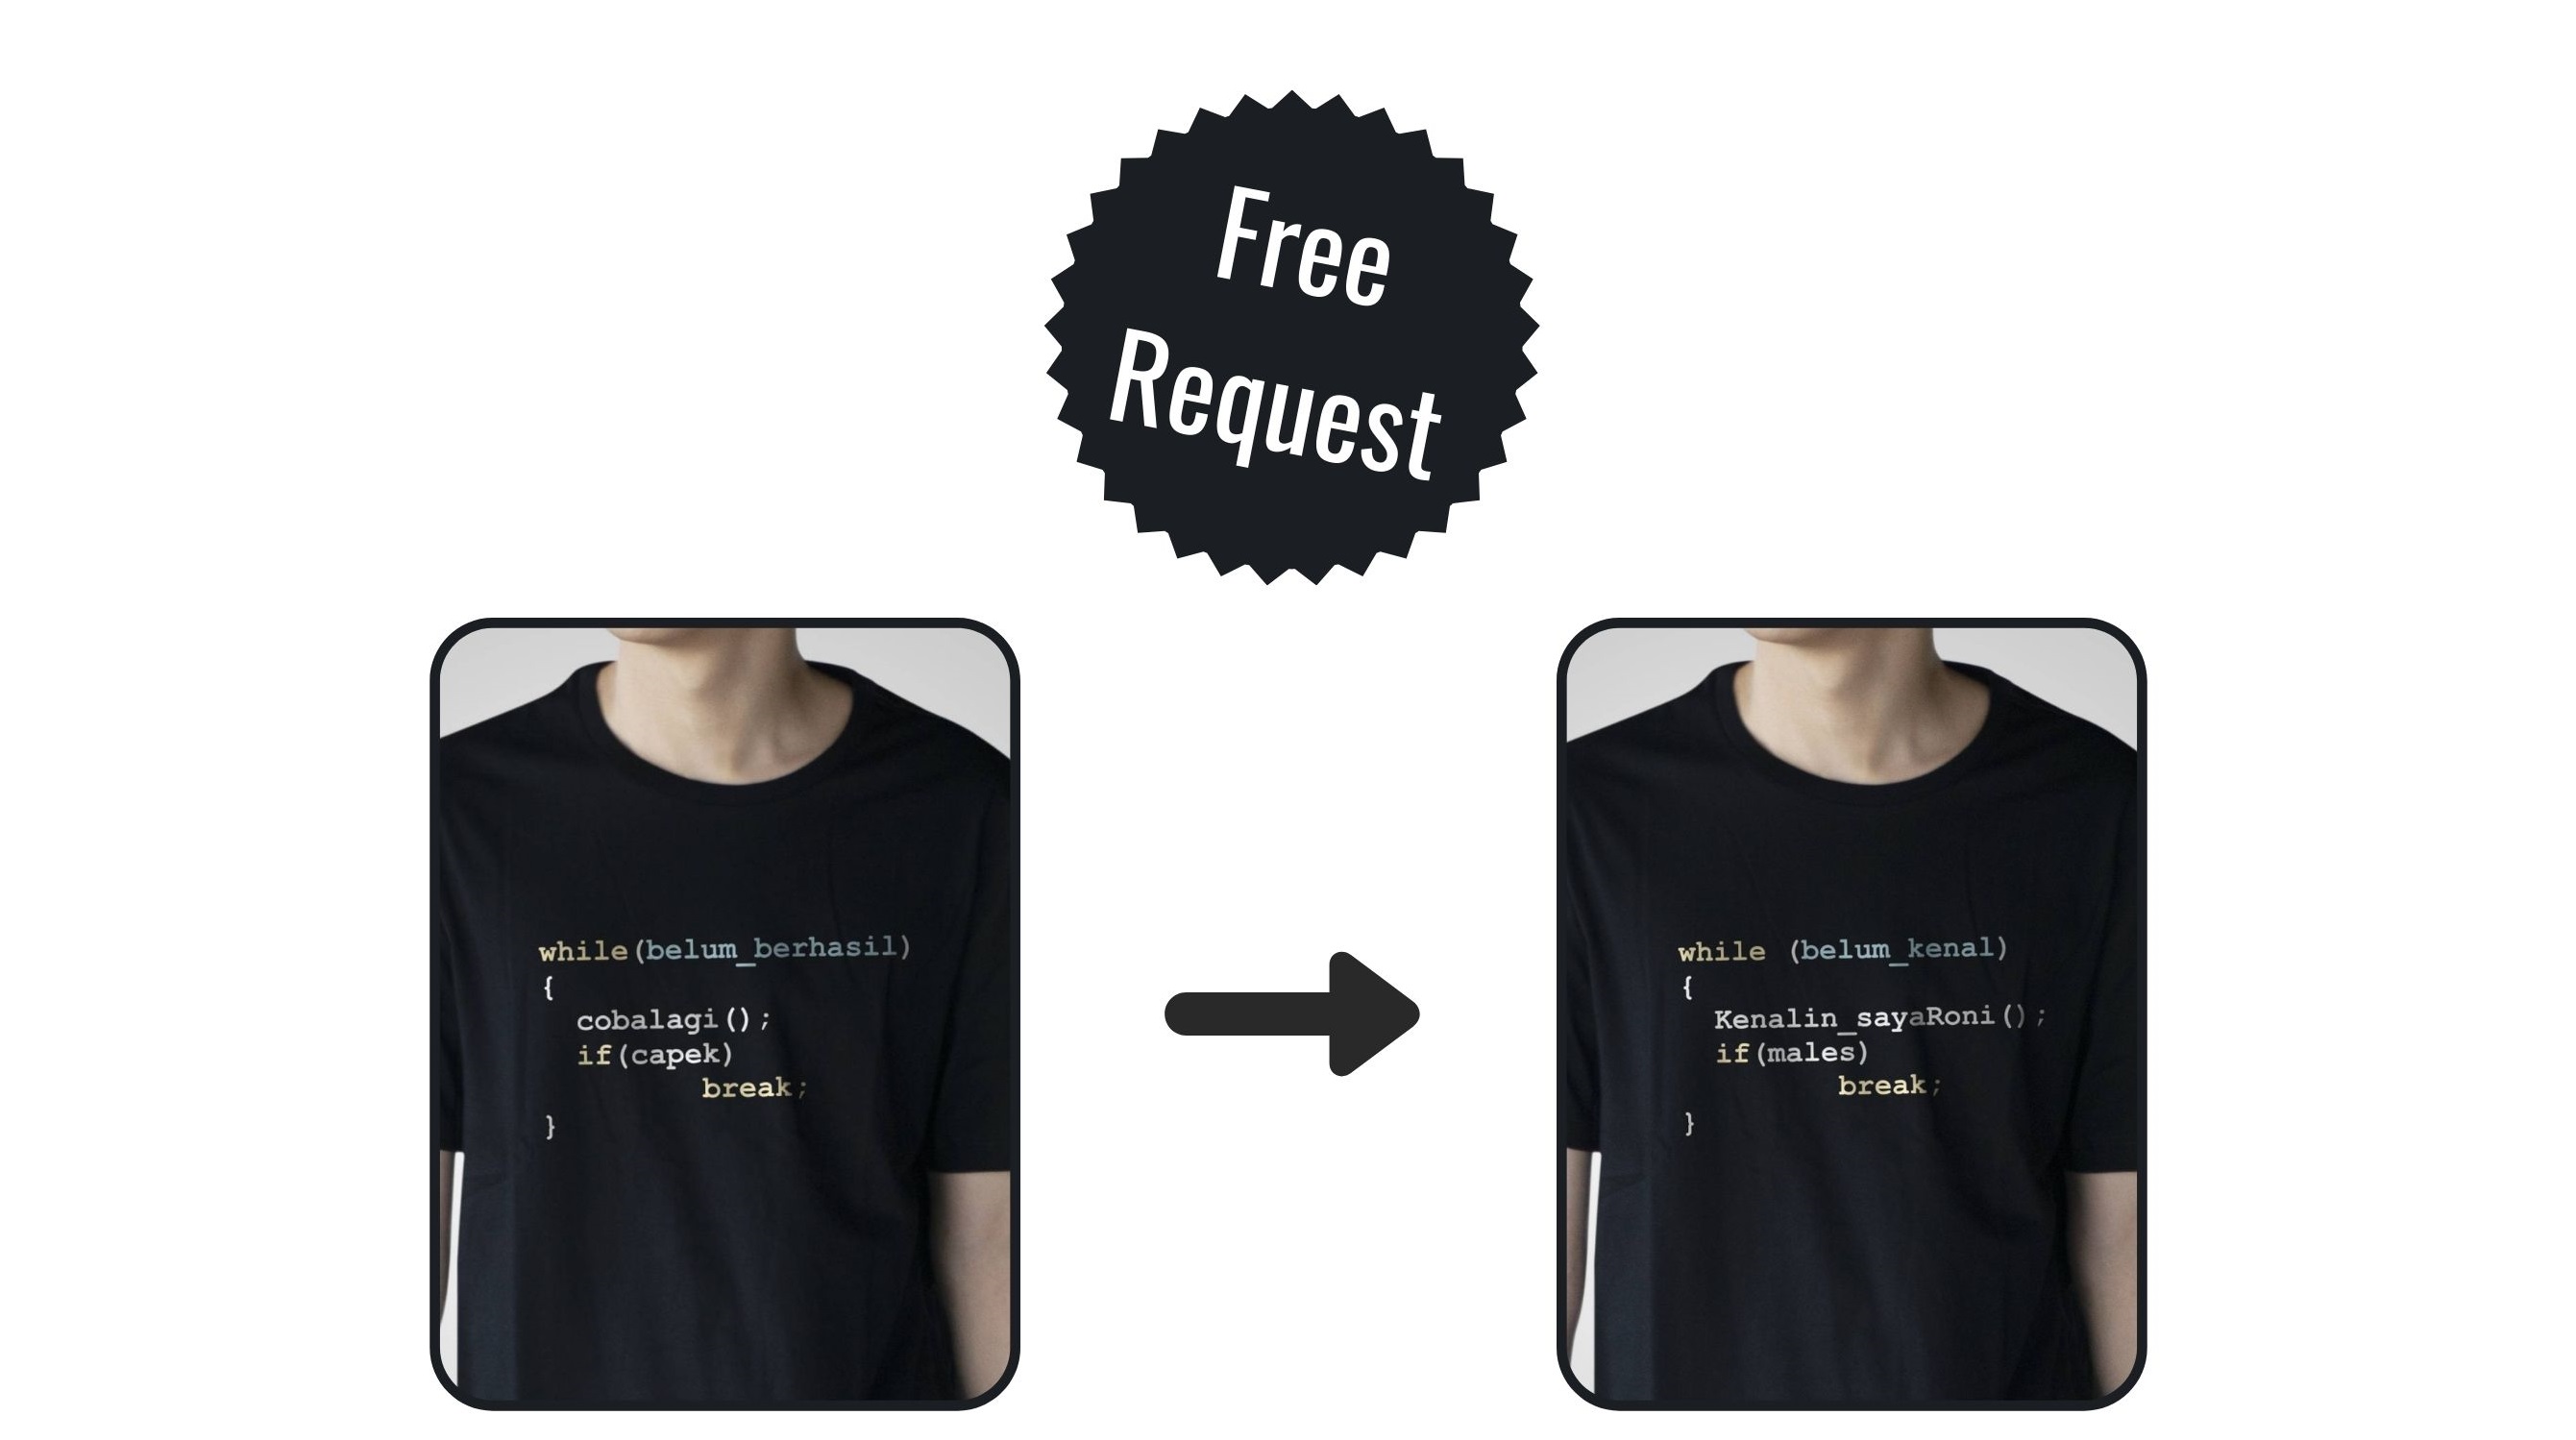 Free
Request
while(belum_berhasil)
{
cobalagi();
if(capek)
break;
}
while (belum_kenal)
{
Kenalin_sayaRoni();
if(males)
break;
}